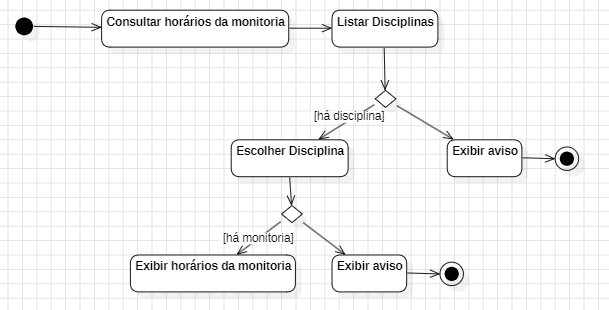 Consultar horários da monitoria
Listar Disciplinas
[há disciplina]
Escolher Disciplina
Exibir aviso
[há monitoria]
Exibir horários da monitoria
Exibir aviso